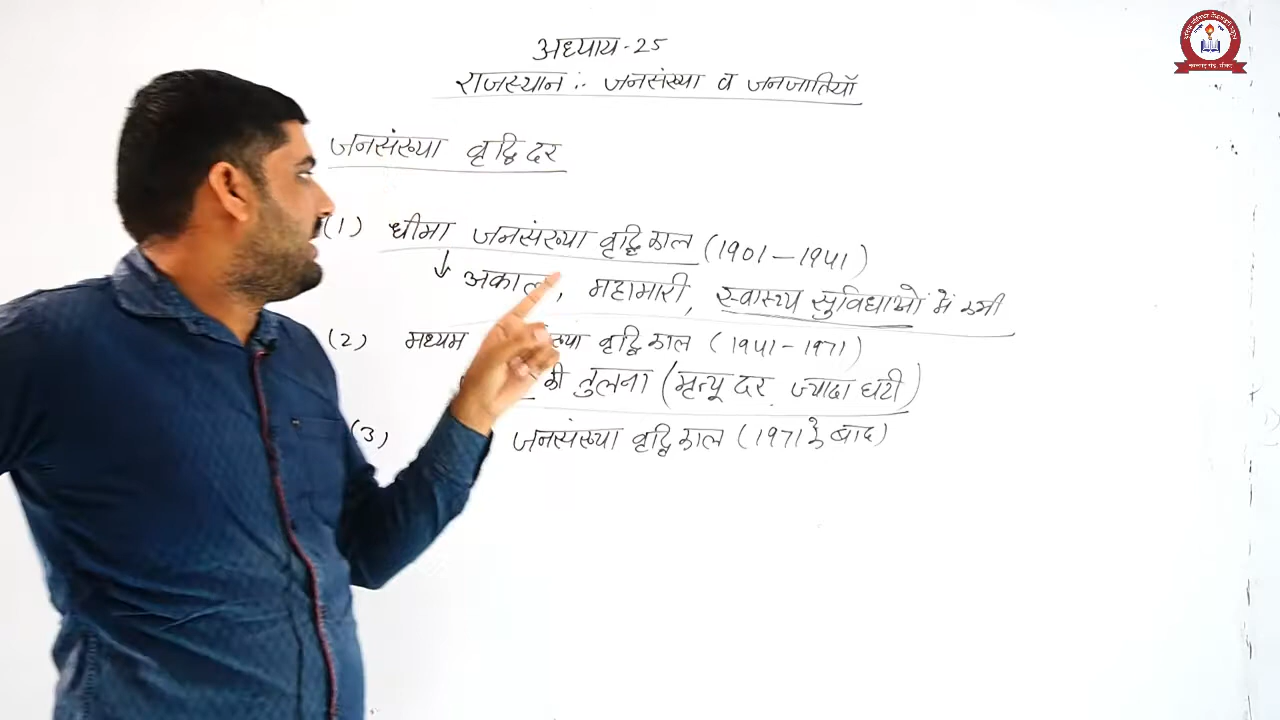 अध्याय-25
राजस्थान :. जनसंख्या व जनजातियाँ
जनसंख्या वृद्धि दर
(1) धीमा जनसंख्या वृद्धि काल (1901-1941)
↓ अकाल, महामारी, स्वास्थ्य सुविधाओं में कमी
(2) मध्यम वृद्धि काल (1941-1971)
की तुलना (मृत्यू दर ज्यादा घटी)
(3) जनसंख्या वृद्धि काल (1971 के बाद)